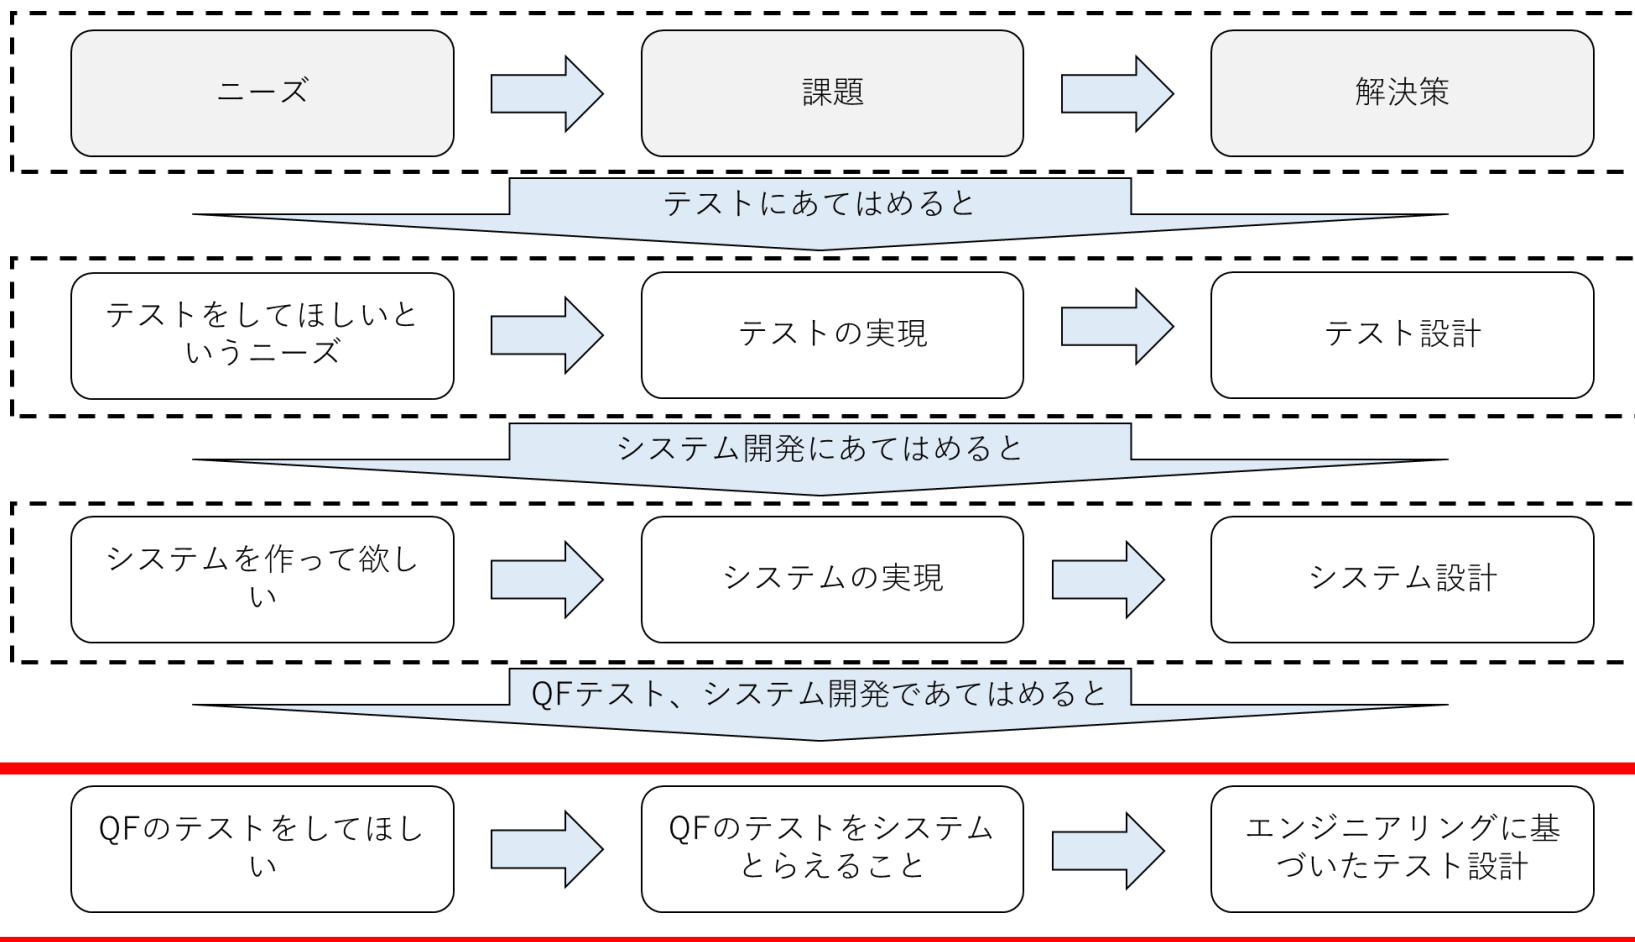 ニーズ
課題
解決策
テストにあてはめると
テストをしてほしいと
いうニーズ
テストの実現
テスト設計
システム開発にあてはめると
システムを作って欲し
い
システムの実現
システム設計
QFテスト、システム開発であてはめると
QFのテストをしてほし
い
QFのテストをシステム
とらえること
エンジニアリングに基
づいたテスト設計